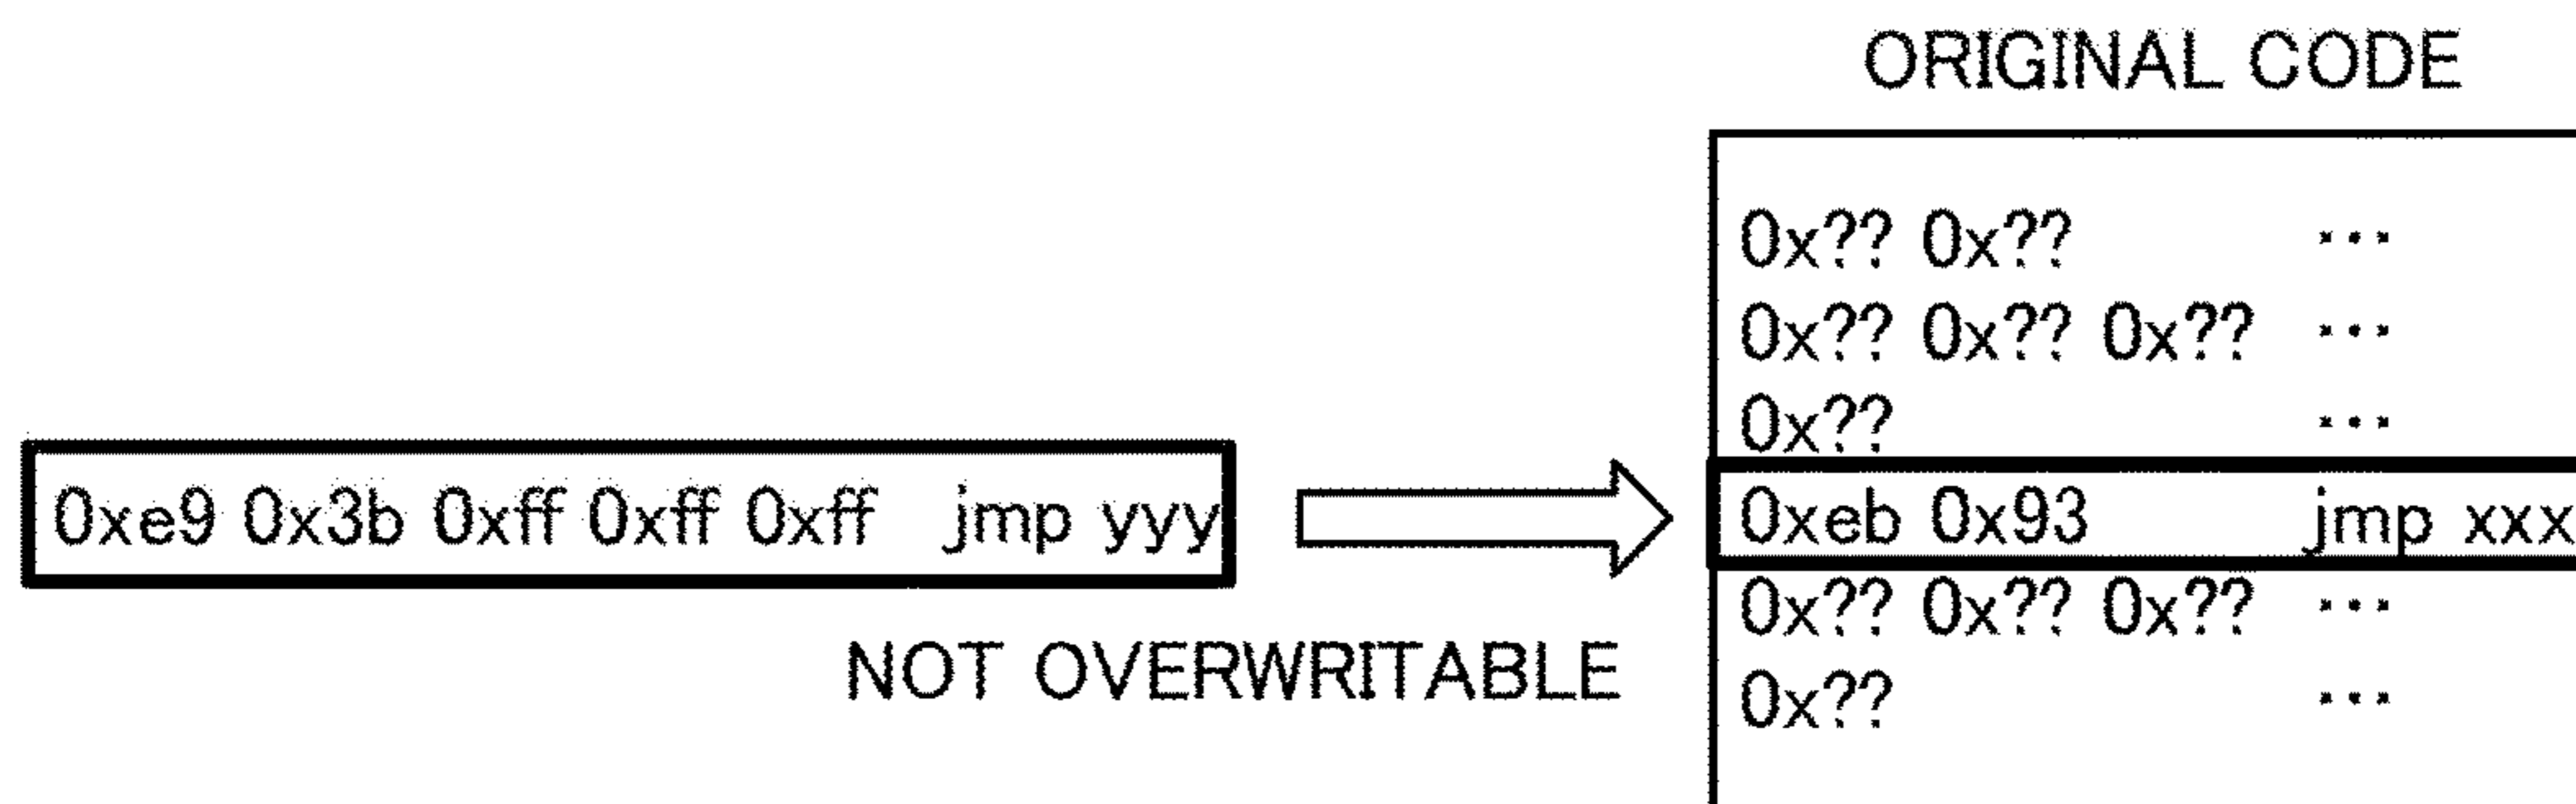 ORIGINAL CODE
0x?? 0x?? ...
0x?? 0x?? 0x?? ...
0x?? ...
0xe9 0x3b 0xff 0xff 0xff jmp yyy
0xeb 0x93 jmp xxx
0x?? 0x?? 0x?? ...
NOT OVERWRITABLE
0x?? ...